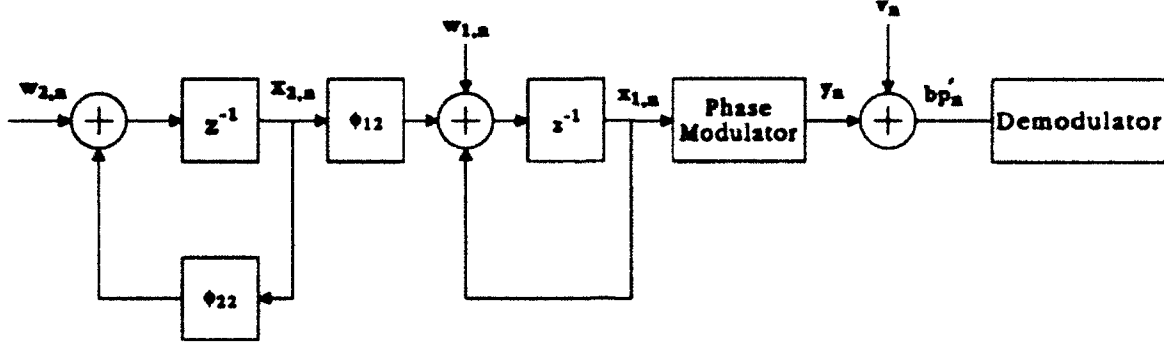 w2,n
+
z-1
x2,n
ϕ12
w1,n
+
z-1
x1,n
Phase
Modulator
yn
vn
+
bp′n
Demodulator
ϕ22